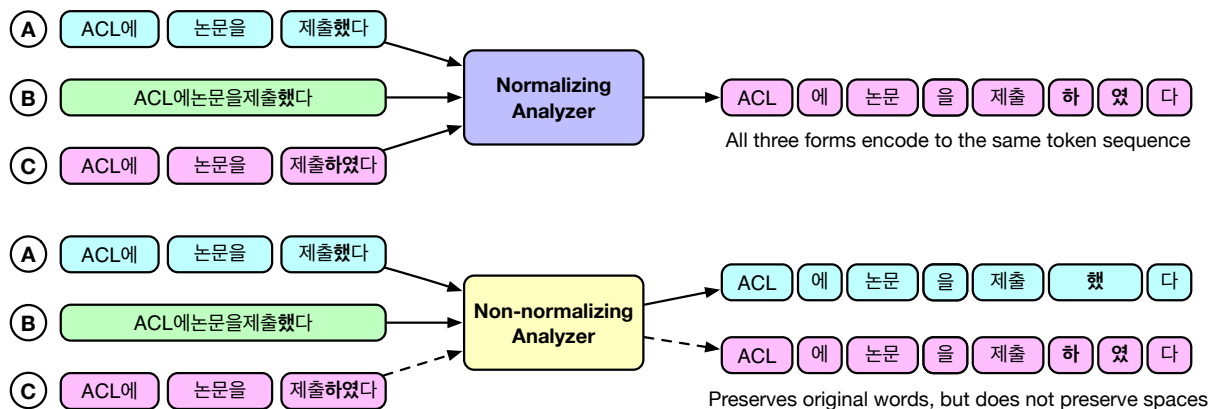 A ACL에 논문을 제출했다
B ACL에논문을제출했다
C ACL에 논문을 제출하였다
Normalizing
Analyzer
ACL 에 논문 을 제출 하 였 다
All three forms encode to the same token sequence
A ACL에 논문을 제출했다
B ACL에논문을제출했다
C ACL에 논문을 제출하였다
Non-normalizing
Analyzer
ACL 에 논문 을 제출 했 다
ACL 에 논문 을 제출 하 였 다
Preserves original words, but does not preserve spaces